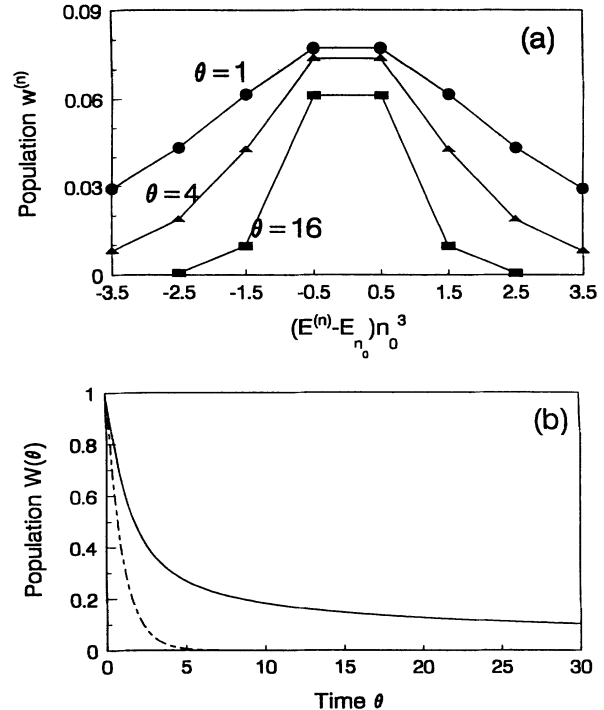 0.09
(a)
θ=1
0.06
Population w⁽ⁿ⁾
0.03
θ=4
θ=16
0
-3.5 -2.5 -1.5 -0.5 0.5 1.5 2.5 3.5
(E⁽ⁿ⁾-E_{n₀})n₀³
1
(b)
0.8
0.6
Population W(θ)
0.4
0.2
0
0 5 10 15 20 25 30
Time θ